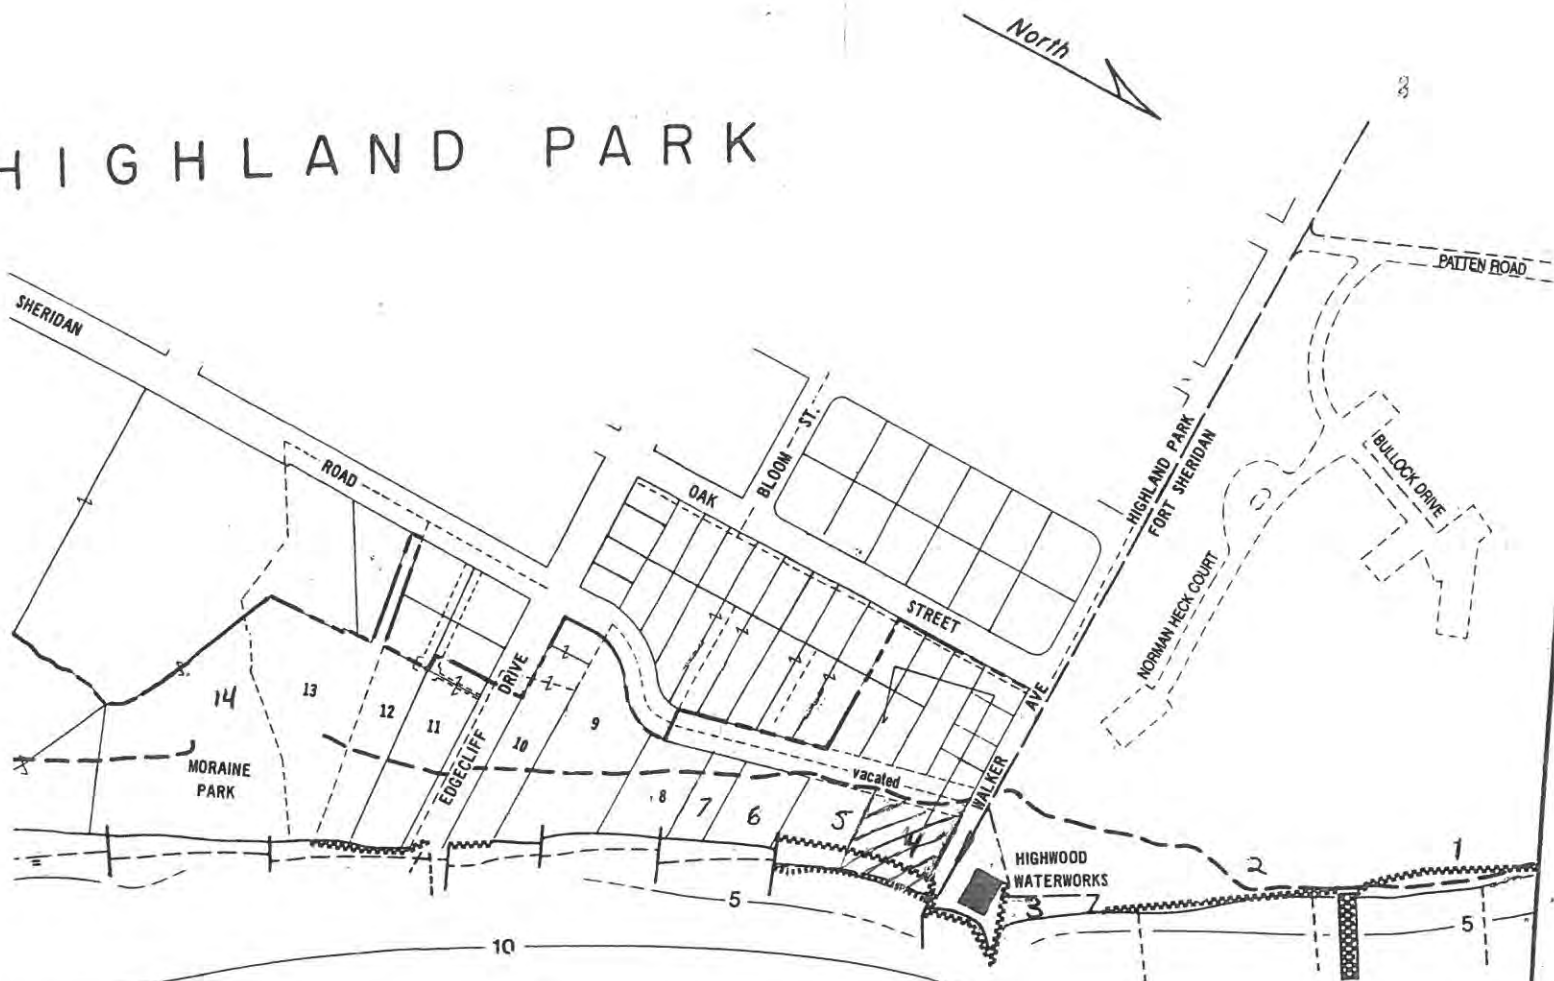 North
HIGHLAND PARK
SHERIDAN
ROAD
PATTEN ROAD
BLOOM ST.
OAK
STREET
HIGHLAND PARK
FORT SHERIDAN
BULLOCK DRIVE
NORMAN HECK COURT
WALKER AVE
EDGECLIFF DRIVE
vacated
14
13
12
11
10
9
8
7
6
5
4
3
2
1
MORAINE
PARK
HIGHWOOD
WATERWORKS
5
5
10